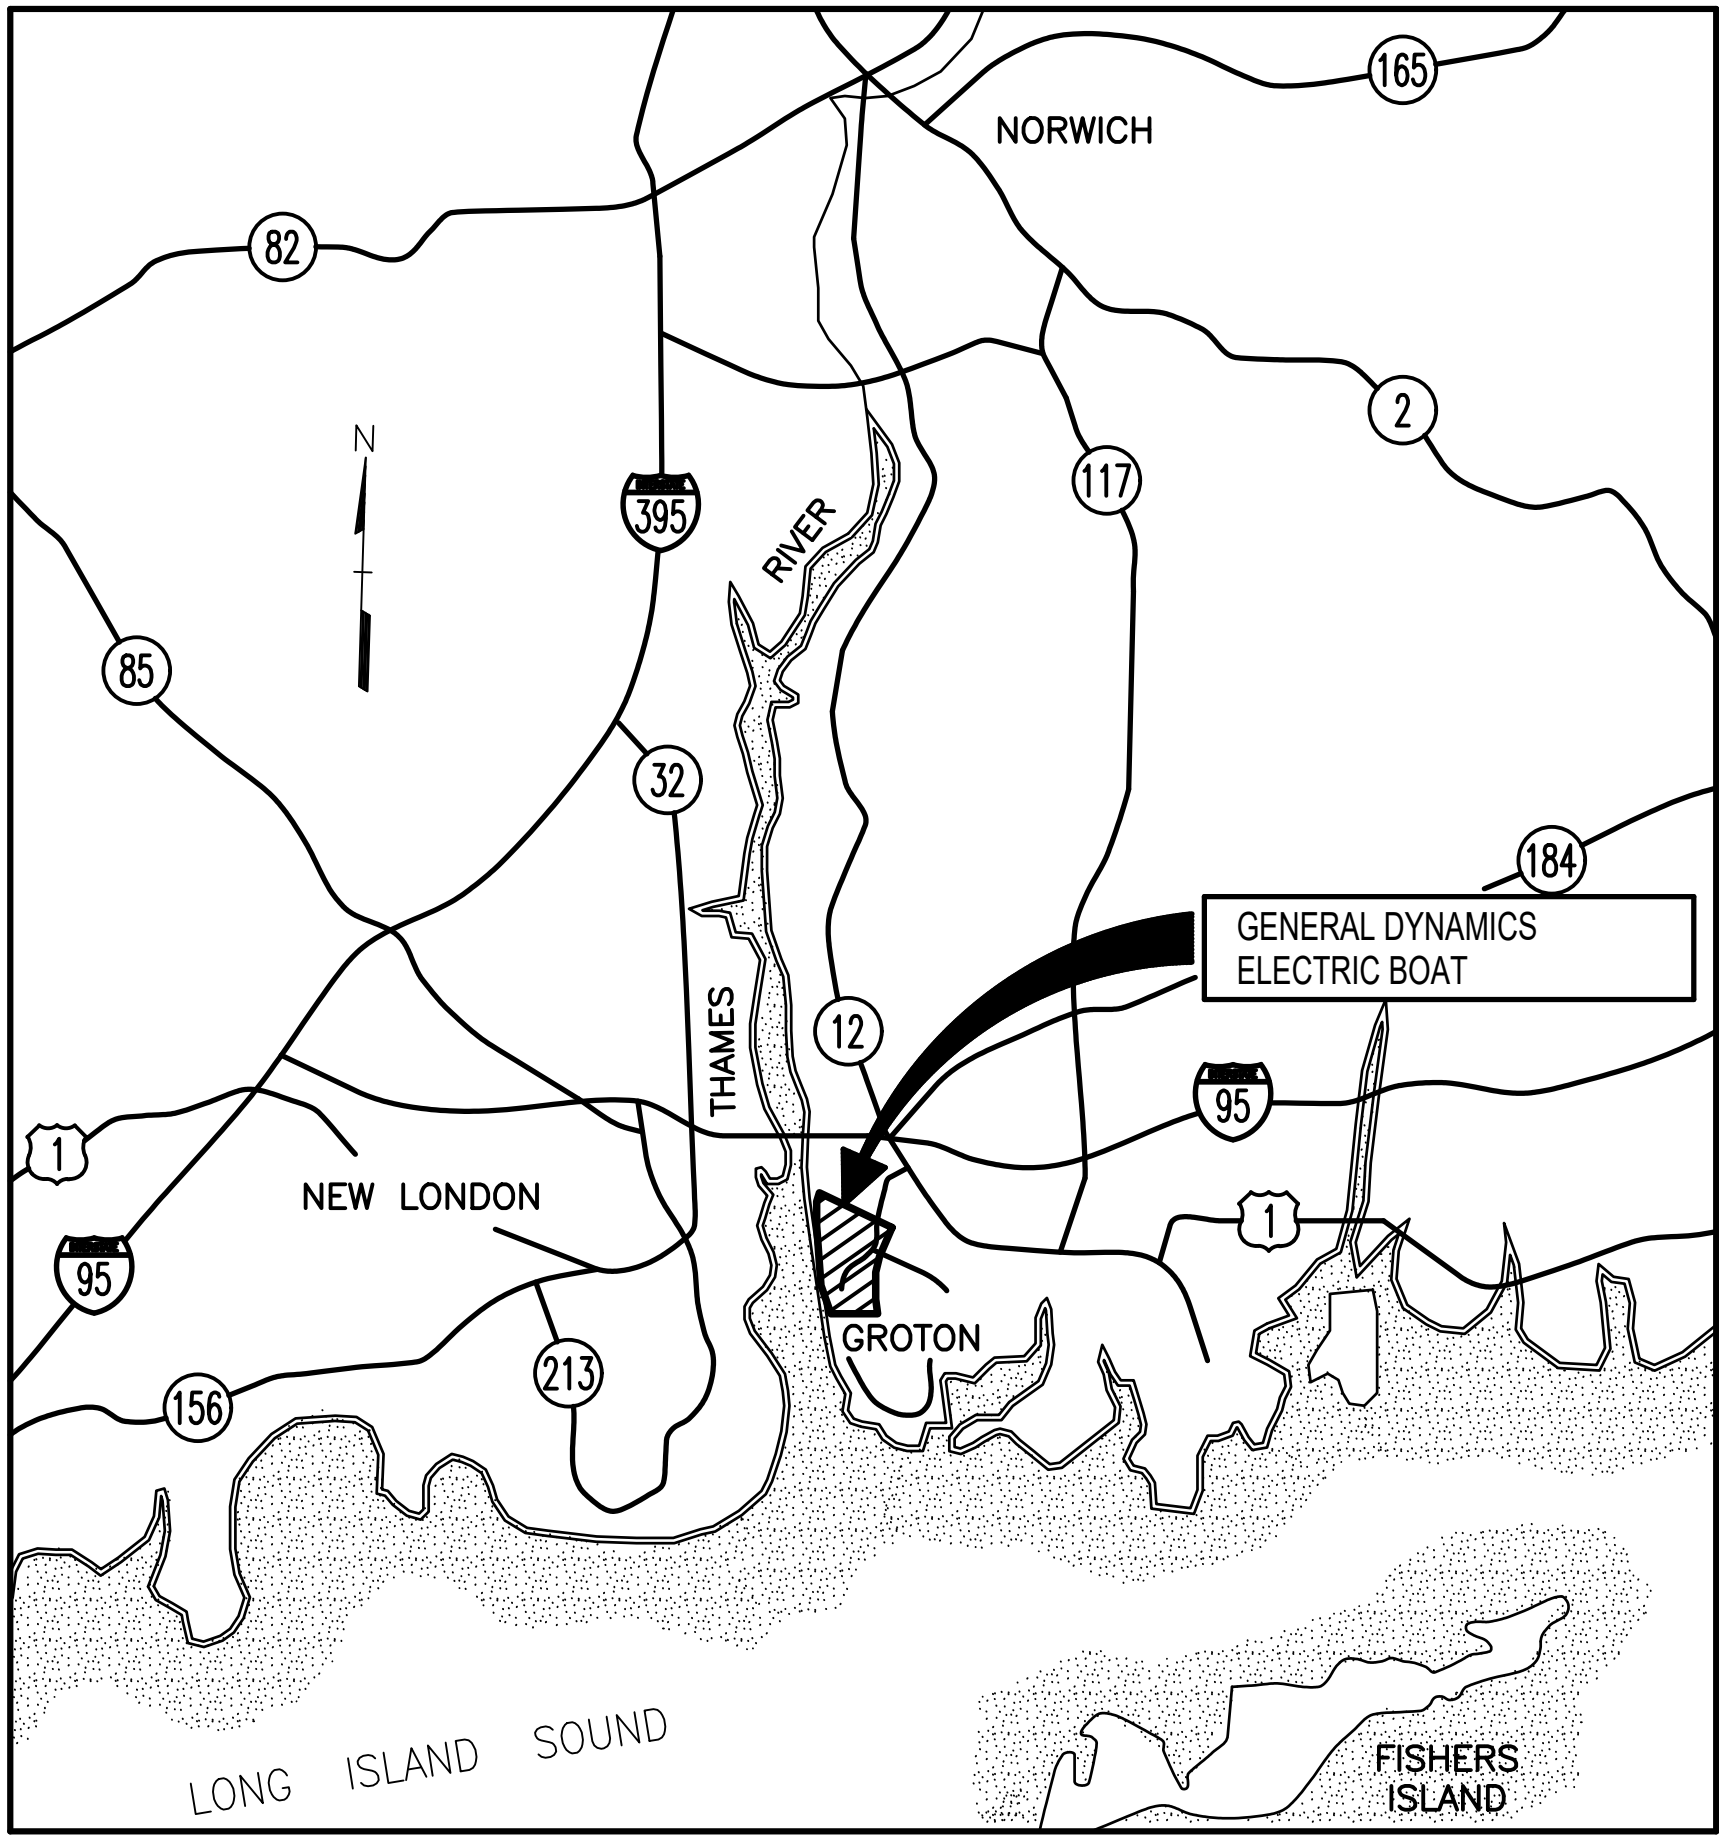 165
NORWICH
82
2
N
117
395
RIVER
85
32
184
GENERAL DYNAMICS
ELECTRIC BOAT
THAMES
12
95
1
NEW LONDON
1
95
GROTON
213
156
LONG ISLAND SOUND
FISHERS
ISLAND